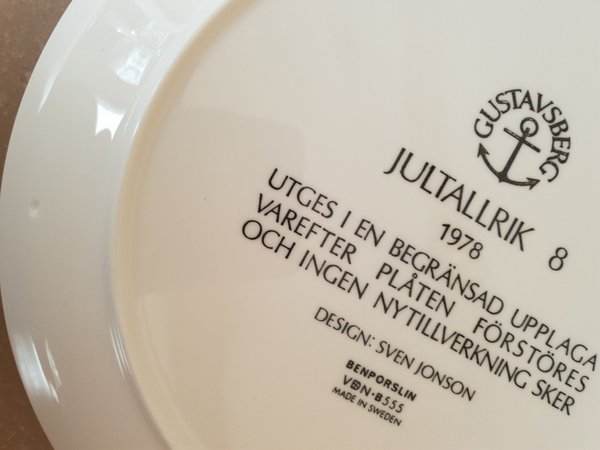 GUSTAVSBERG
JULTALLRIK 8
1978
UTGES I EN BEGRÄNSAD UPPLAGA
VAREFTER PLÅTEN FÖRSTÖRES
OCH INGEN NYTILLVERKNING SKER
DESIGN: SVEN JONSON
BENPORSLIN
VDN·B555
MADE IN SWEDEN